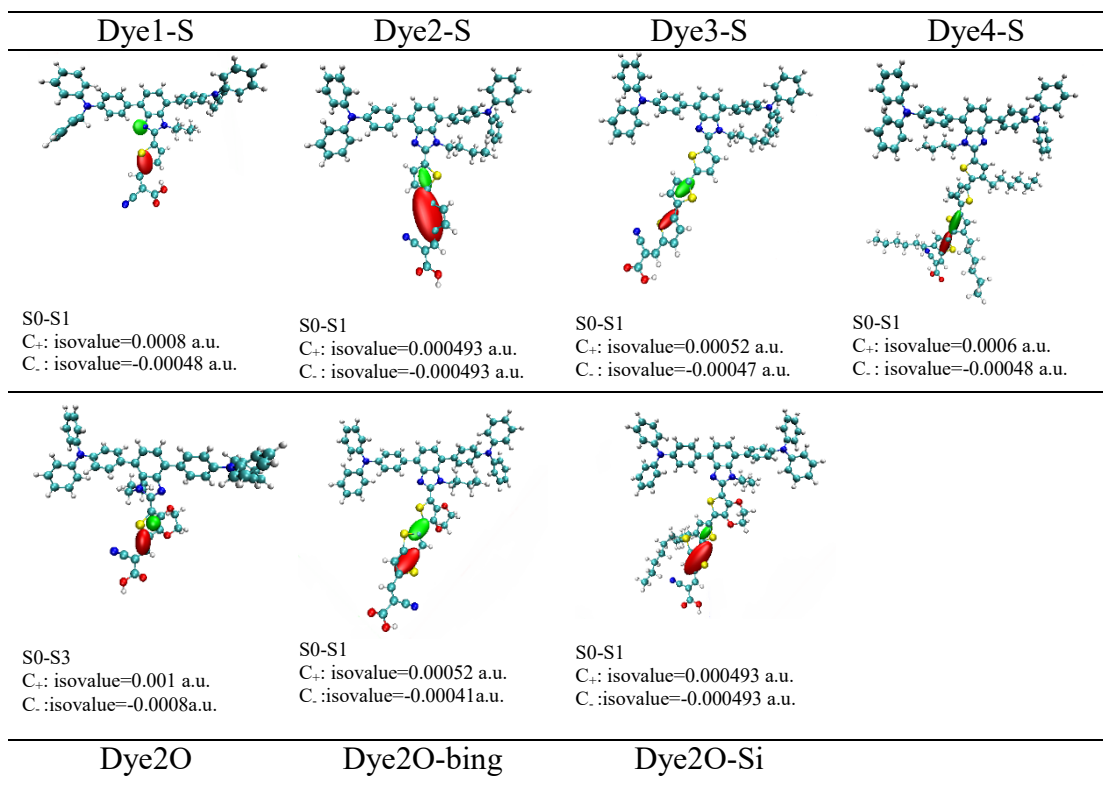 Dye1-S Dye2-S Dye3-S Dye4-S
S0-S1
C+: isovalue=0.0008 a.u.
C- : isovalue=-0.00048 a.u.
S0-S1
C+: isovalue=0.000493 a.u.
C- : isovalue=-0.000493 a.u.
S0-S1
C+: isovalue=0.00052 a.u.
C- : isovalue=-0.00047 a.u.
S0-S1
C+: isovalue=0.0006 a.u.
C- : isovalue=-0.00048 a.u.
S0-S3
C+: isovalue=0.001 a.u.
C- :isovalue=-0.0008a.u.
S0-S1
C+: isovalue=0.00052 a.u.
C- :isovalue=-0.00041a.u.
S0-S1
C+: isovalue=0.000493 a.u.
C- :isovalue=-0.000493 a.u.
Dye2O Dye2O-bing Dye2O-Si